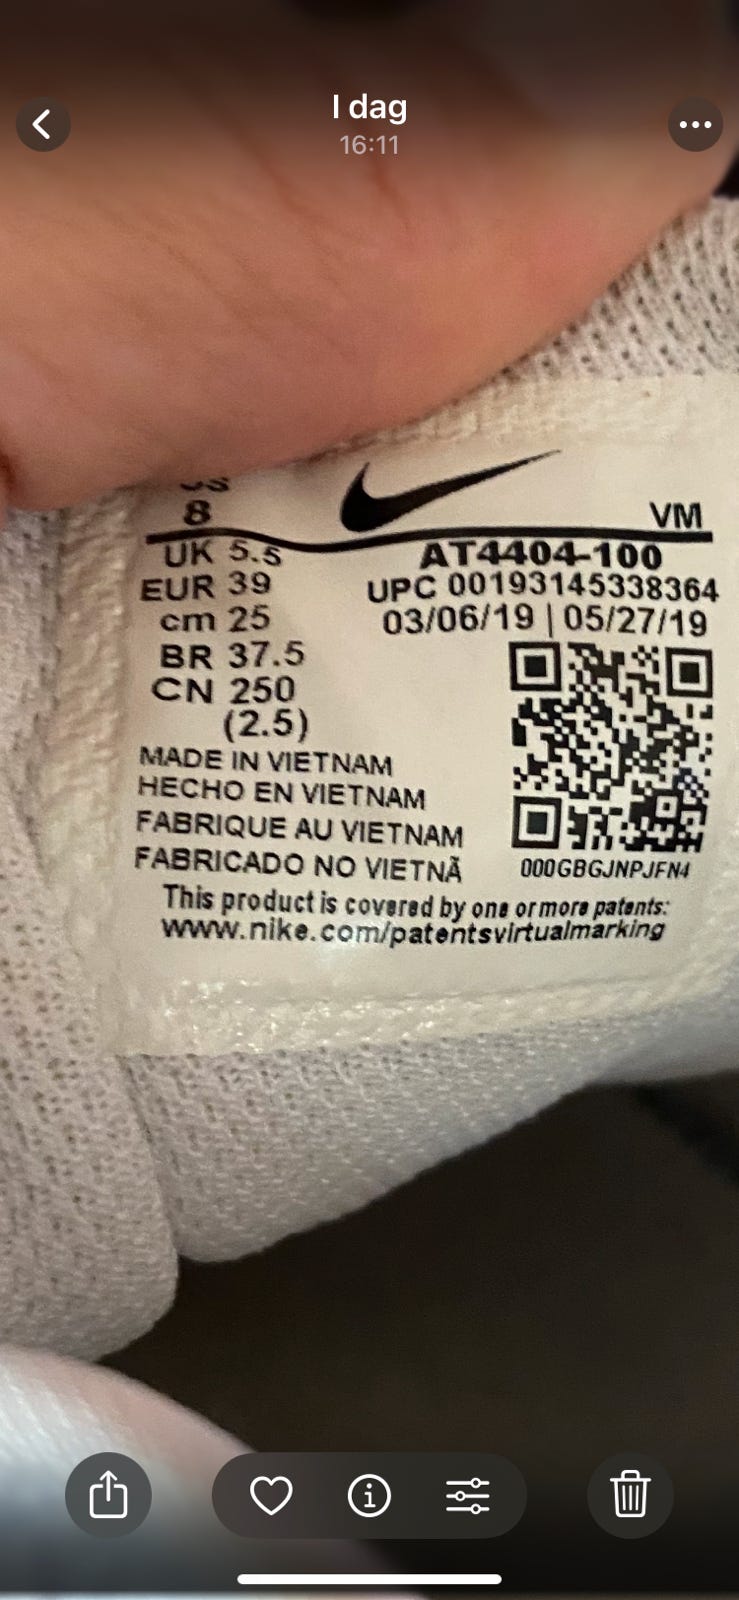 I dag
16:11
US
8
VM
UK 5.5
AT4404-100
EUR 39
UPC 00193145338364
cm 25
03/06/19 | 05/27/19
BR 37.5
CN 250
(2.5)
MADE IN VIETNAM
HECHO EN VIETNAM
FABRIQUE AU VIETNAM
FABRICADO NO VIETNÃ
000GBGJNPJFN4
This product is covered by one or more patents:
www.nike.com/patentsvirtualmarking